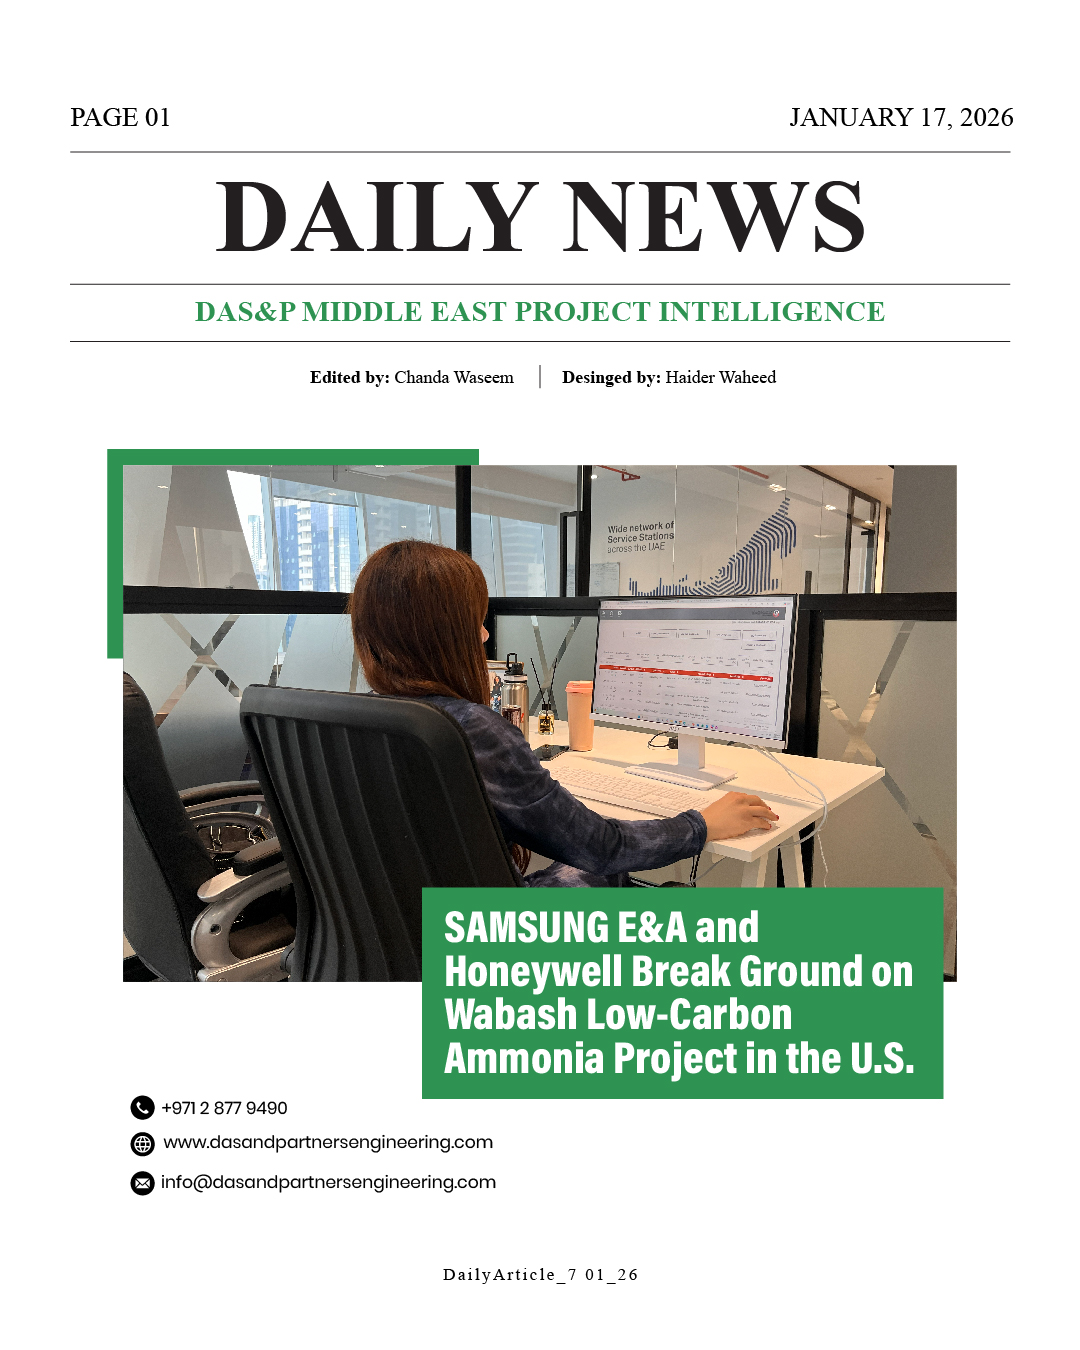 PAGE 01
JANUARY 17, 2026
DAILY NEWS
DAS&P MIDDLE EAST PROJECT INTELLIGENCE
Edited by: Chanda Waseem
Desinged by: Haider Waheed
Wide network of
Service Stations
across the UAE
SAMSUNG E&A and
Honeywell Break Ground on
Wabash Low-Carbon
Ammonia Project in the U.S.
+971 2 877 9490
www.dasandpartnersengineering.com
info@dasandpartnersengineering.com
DailyArticle_7 01_26